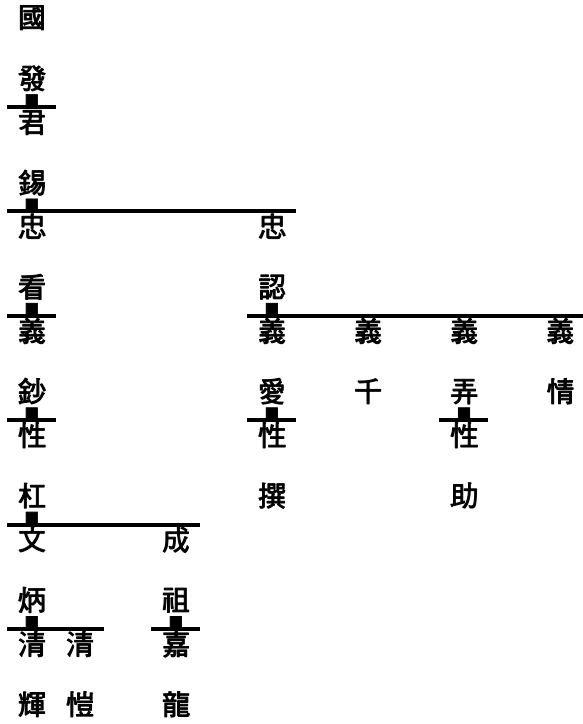 國發
君錫
忠看
忠認
義鈔
義愛
義千
義弄
義情
性杠
性撰
性助
文炳
成祖
清輝
清愷
嘉龍